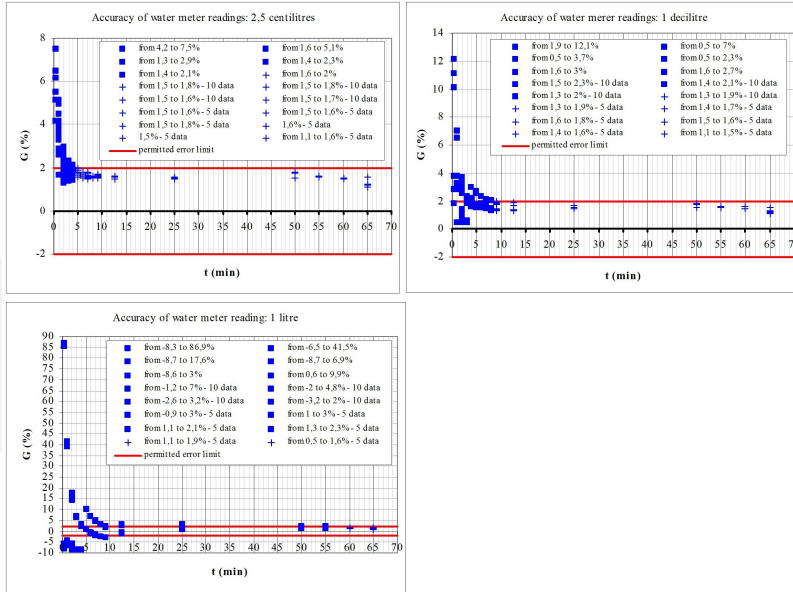 Accuracy of water meter readings: 2,5 centilitres
8
6
4
2
0
-2
G (%)
from 4,2 to 7,5% from 1,6 to 5,1%
from 1,3 to 2,9% from 1,4 to 2,3%
from 1,4 to 2,1% from 1,6 to 2%
from 1,5 to 1,8% - 10 data from 1,5 to 1,8% - 10 data
from 1,5 to 1,6% - 10 data from 1,5 to 1,7% - 10 data
from 1,5 to 1,6% - 5 data from 1,5 to 1,6% - 5 data
from 1,5 to 1,8% - 5 data 1,6% - 5 data
1,5% - 5 data from 1,1 to 1,6% - 5 data
permitted error limit
0 5 10 15 20 25 30 35 40 45 50 55 60 65 70
t (min)
Accuracy of water merer readings: 1 decilitre
14
12
10
8
6
4
2
0
-2
G (%)
from 1,9 to 12,1% from 0,5 to 7%
from 0,5 to 3,7% from 0,5 to 2,3%
from 1,6 to 3% from 1,6 to 2,7%
from 1,5 to 2,3% - 10 data from 1,4 to 2,1% - 10 data
from 1,3 to 2% - 10 data from 1,3 to 1,9% - 10 data
from 1,3 to 1,9% - 5 data from 1,4 to 1,7% - 5 data
from 1,6 to 1,8% - 5 data from 1,5 to 1,6% - 5 data
from 1,4 to 1,6% - 5 data from 1,1 to 1,5% - 5 data
permitted error limit
0 5 10 15 20 25 30 35 40 45 50 55 60 65 70
t (min)
Accuracy of water meter reading: 1 litre
90
85
80
75
70
65
60
55
50
45
40
35
30
25
20
15
10
5
0
-5
-10
G (%)
from -8,3 to 86,9% from -6,5 to 41,5%
from -8,7 to 17,6% from -8,7 to 6,9%
from -8,6 to 3% from 0,6 to 9,9%
from -1,2 to 7% - 10 data from -2 to 4,8% - 10 data
from -2,6 to 3,2% - 10 data from -3,2 to 2% - 10 data
from -0,9 to 3% - 5 data from 1 to 3% - 5 data
from 1,1 to 2,1% - 5 data from 1,3 to 2,3% - 5 data
from 1,1 to 1,9% - 5 data from 0,5 to 1,6% - 5 data
permitted error limit
0 5 10 15 20 25 30 35 40 45 50 55 60 65 70
t (min)